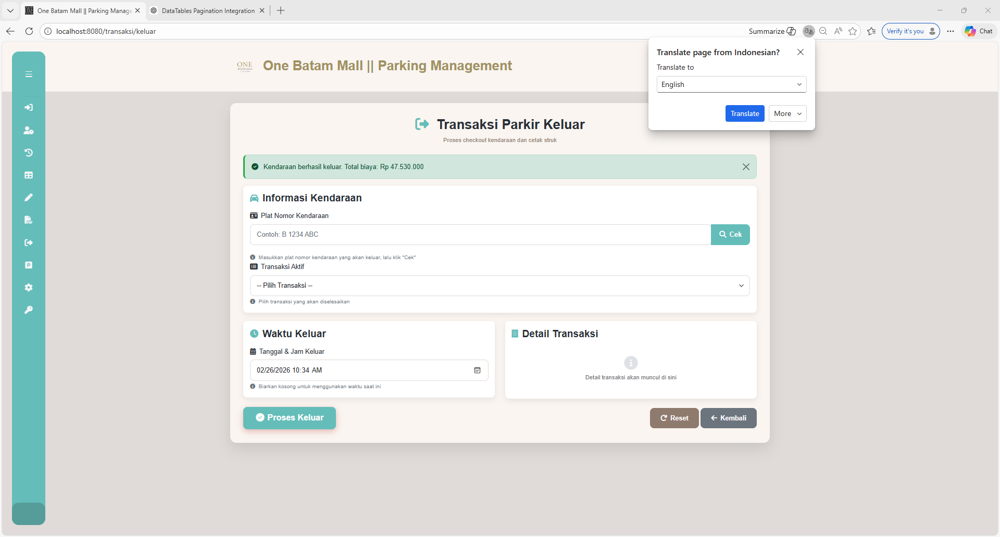 One Batam Mall || Parking Manage
DataTables Pagination Integration
localhost:8080/transaksi/keluar
Summarize
Verify it's you
Chat
Translate page from Indonesian?
Translate to
English
Translate
More
ONE
BATAM MALL
One Batam Mall || Parking Management
Transaksi Parkir Keluar
Proses checkout kendaraan dan cetak struk
Kendaraan berhasil keluar. Total biaya: Rp 47.530.000
Informasi Kendaraan
Plat Nomor Kendaraan
Contoh: B 1234 ABC
Cek
Masukkan plat nomor kendaraan yang akan keluar, lalu klik "Cek"
Transaksi Aktif
-- Pilih Transaksi --
Pilih transaksi yang akan diselesaikan
Waktu Keluar
Tanggal & Jam Keluar
02/26/2026 10:34 AM
Biarkan kosong untuk menggunakan waktu saat ini
Detail Transaksi
Detail transaksi akan muncul di sini
Proses Keluar
Reset
Kembali